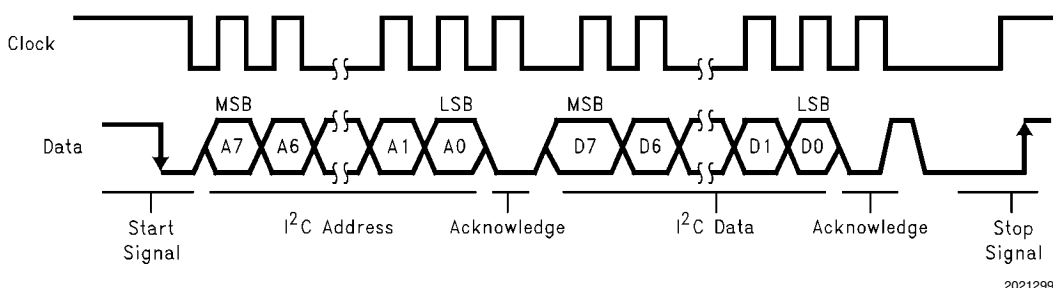 Clock
MSB LSB MSB LSB
Data A7 A6 A1 A0 D7 D6 D1 D0
Start Signal
I²C Address
Acknowledge
I²C Data
Acknowledge
Stop Signal
2021299